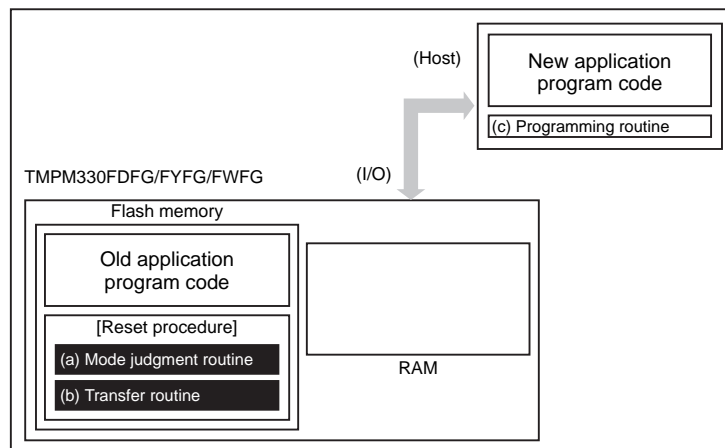 (Host)
New application
program code
(c) Programming routine
TMPM330FDFG/FYFG/FWFG
(I/O)
Flash memory
Old application
program code
[Reset procedure]
(a) Mode judgment routine
(b) Transfer routine
RAM